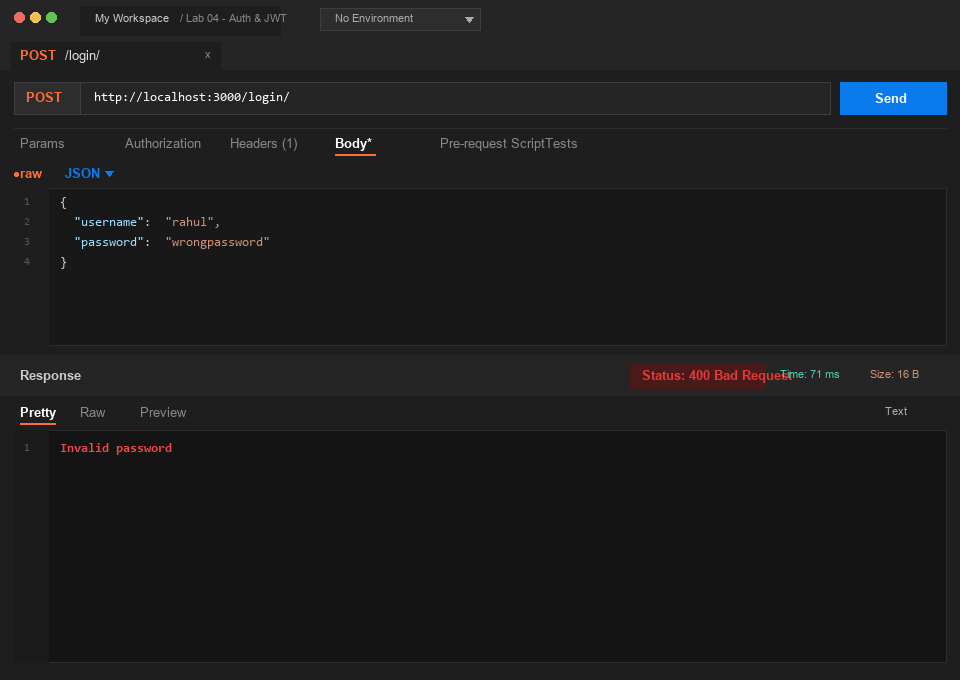 My Workspace / Lab 04 - Auth & JWT No Environment
POST /login/ x
POST http://localhost:3000/login/ Send
Params Authorization Headers (1) Body* Pre-request Script Tests
raw JSON
1 {
2 "username": "rahul",
3 "password": "wrongpassword"
4 }
Response Status: 400 Bad Request Time: 71 ms Size: 16 B
Pretty Raw Preview Text
1 Invalid password